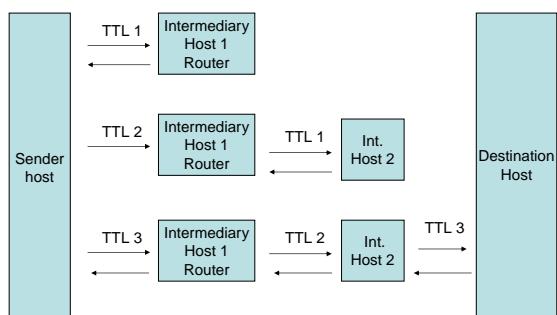 TTL 1
Intermediary
Host 1
Router
TTL 2
Intermediary
Host 1
Router
TTL 1
Int.
Host 2
Sender
host
Destination
Host
TTL 3
Intermediary
Host 1
Router
TTL 2
Int.
Host 2
TTL 3